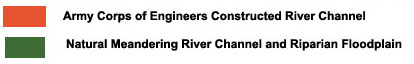 Army Corps of Engineers Constructed River Channel
Natural Meandering River Channel and Riparian Floodplain